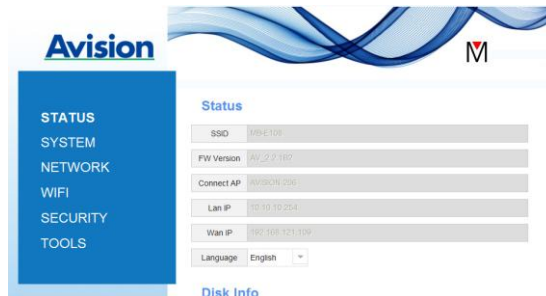 Avision
M
STATUS
SYSTEM
NETWORK
WIFI
SECURITY
TOOLS
Status
SSID
FW Version
Connect AP
Lan IP 10.10.10.254
Wan IP 192.168.121.109
Language English
Disk Info